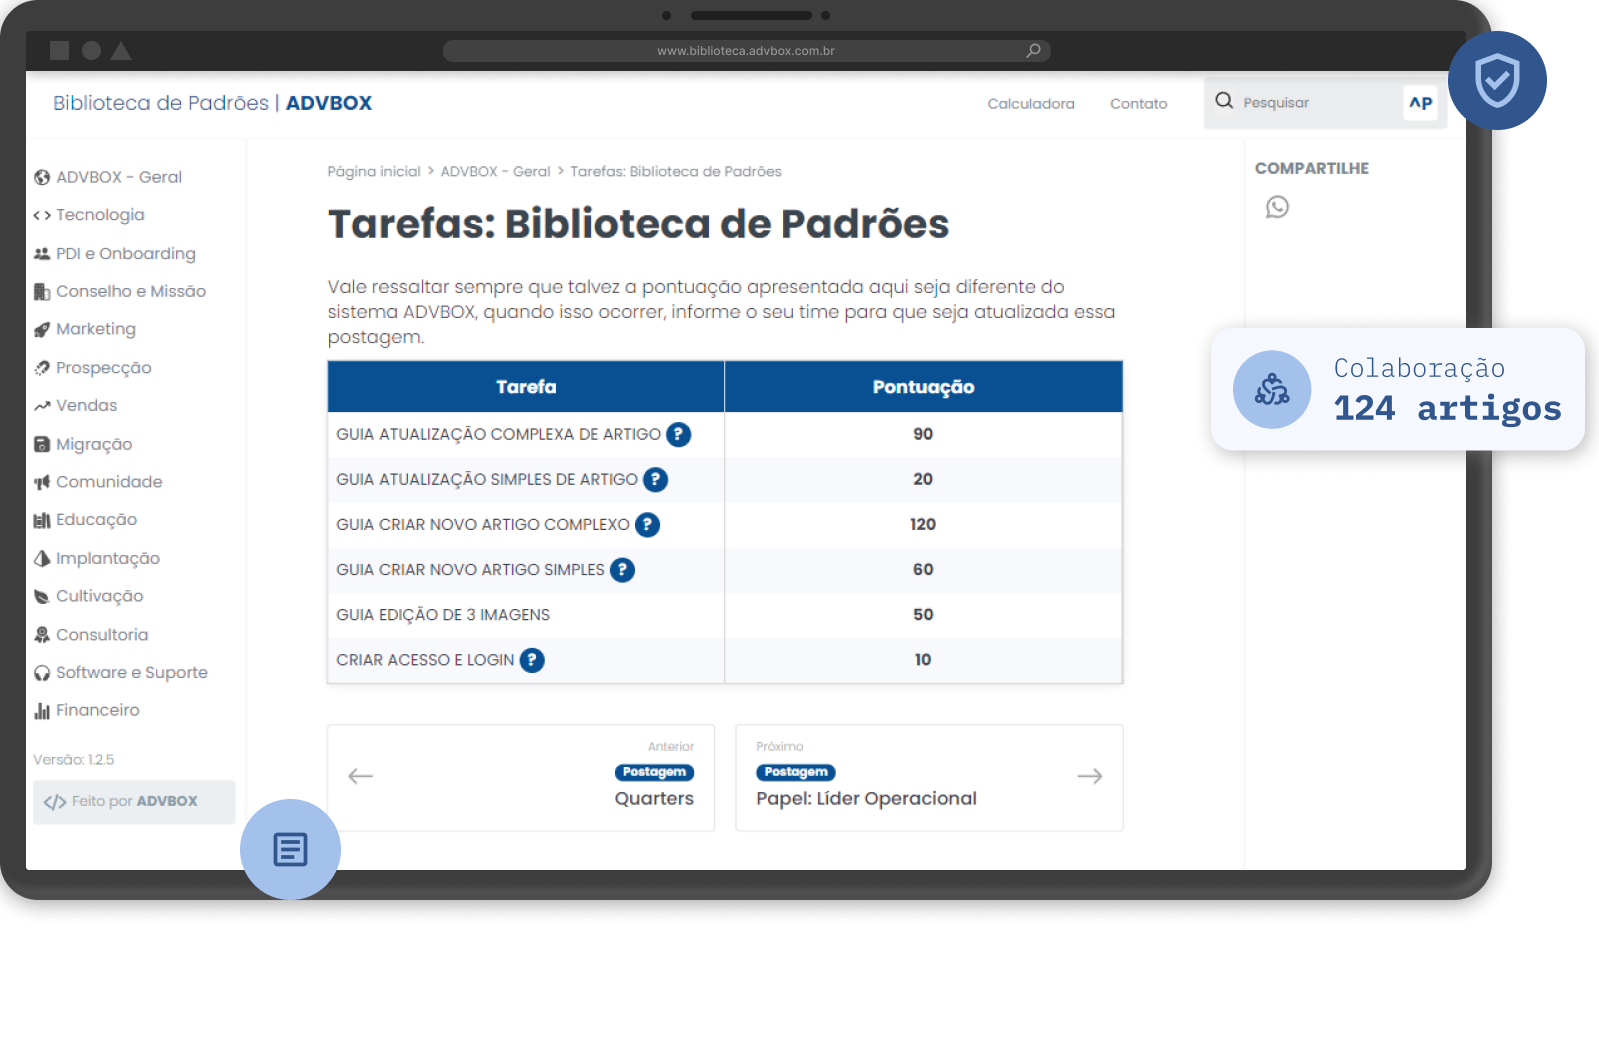 www.biblioteca.advbox.com.br
Biblioteca de Padrões | ADVBOX
Calculadora
Contato
Pesquisar
^P
ADVBOX - Geral
Tecnologia
PDI e Onboarding
Conselho e Missão
Marketing
Prospecção
Vendas
Migração
Comunidade
Educação
Implantação
Cultivação
Consultoria
Software e Suporte
Financeiro
Versão: 1.2.5
Feito por ADVBOX
Página inicial > ADVBOX - Geral > Tarefas: Biblioteca de Padrões
Tarefas: Biblioteca de Padrões
Vale ressaltar sempre que talvez a pontuação apresentada aqui seja diferente do
sistema ADVBOX, quando isso ocorrer, informe o seu time para que seja atualizada essa
postagem.
Tarefa Pontuação
GUIA ATUALIZAÇÃO COMPLEXA DE ARTIGO ? 90
GUIA ATUALIZAÇÃO SIMPLES DE ARTIGO ? 20
GUIA CRIAR NOVO ARTIGO COMPLEXO ? 120
GUIA CRIAR NOVO ARTIGO SIMPLES ? 60
GUIA EDIÇÃO DE 3 IMAGENS 50
CRIAR ACESSO E LOGIN ? 10
Anterior
Postagem
Quarters
Próximo
Postagem
Papel: Líder Operacional
COMPARTILHE
Colaboração
124 artigos